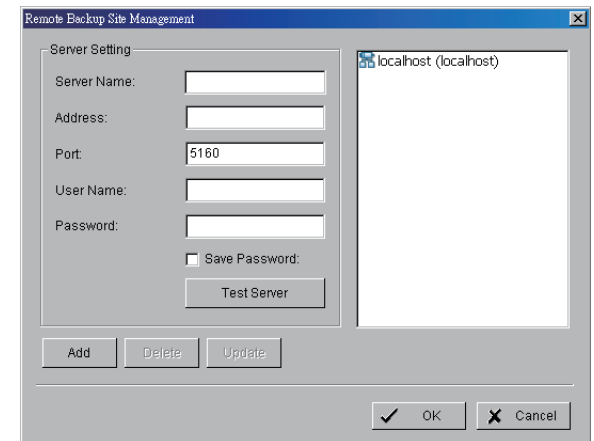 Remote Backup Site Management
Server Setting
Server Name:
Address:
Port: 5160
User Name:
Password:
Save Password:
Test Server
localhost (localhost)
Add Delete Update
OK Cancel